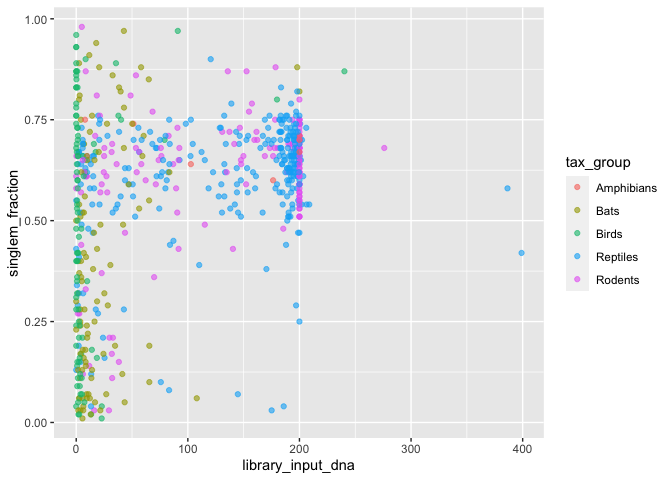 1.00
0.75
0.50
0.25
0.00
singlem_fraction
0
100
200
300
400
library_input_dna
tax_group
Amphibians
Bats
Birds
Reptiles
Rodents